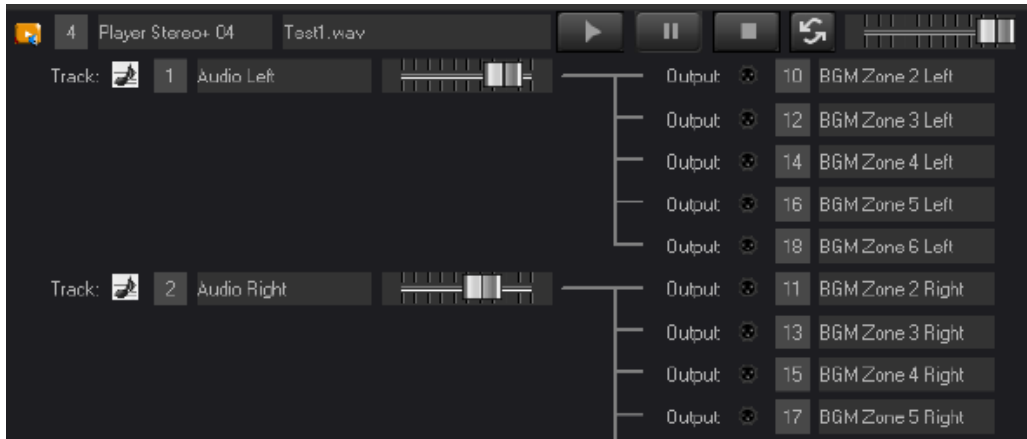 4 Player Stereo+ 04 Test1.wav
Track: 1 Audio Left Output: 10 BGM Zone 2 Left
Output: 12 BGM Zone 3 Left
Output: 14 BGM Zone 4 Left
Output: 16 BGM Zone 5 Left
Output: 18 BGM Zone 6 Left
Track: 2 Audio Right Output: 11 BGM Zone 2 Right
Output: 13 BGM Zone 3 Right
Output: 15 BGM Zone 4 Right
Output: 17 BGM Zone 5 Right